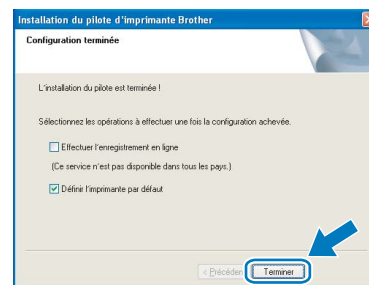 Installation du pilote d'imprimante Brother
Configuration terminée
L'installation du pilote est terminée !
Sélectionnez les opérations à effectuer une fois la configuration achevée.
Effectuer l'enregistrement en ligne
(Ce service n'est pas disponible dans tous les pays.)
Définir l'imprimante par défaut
< Précéden Terminer